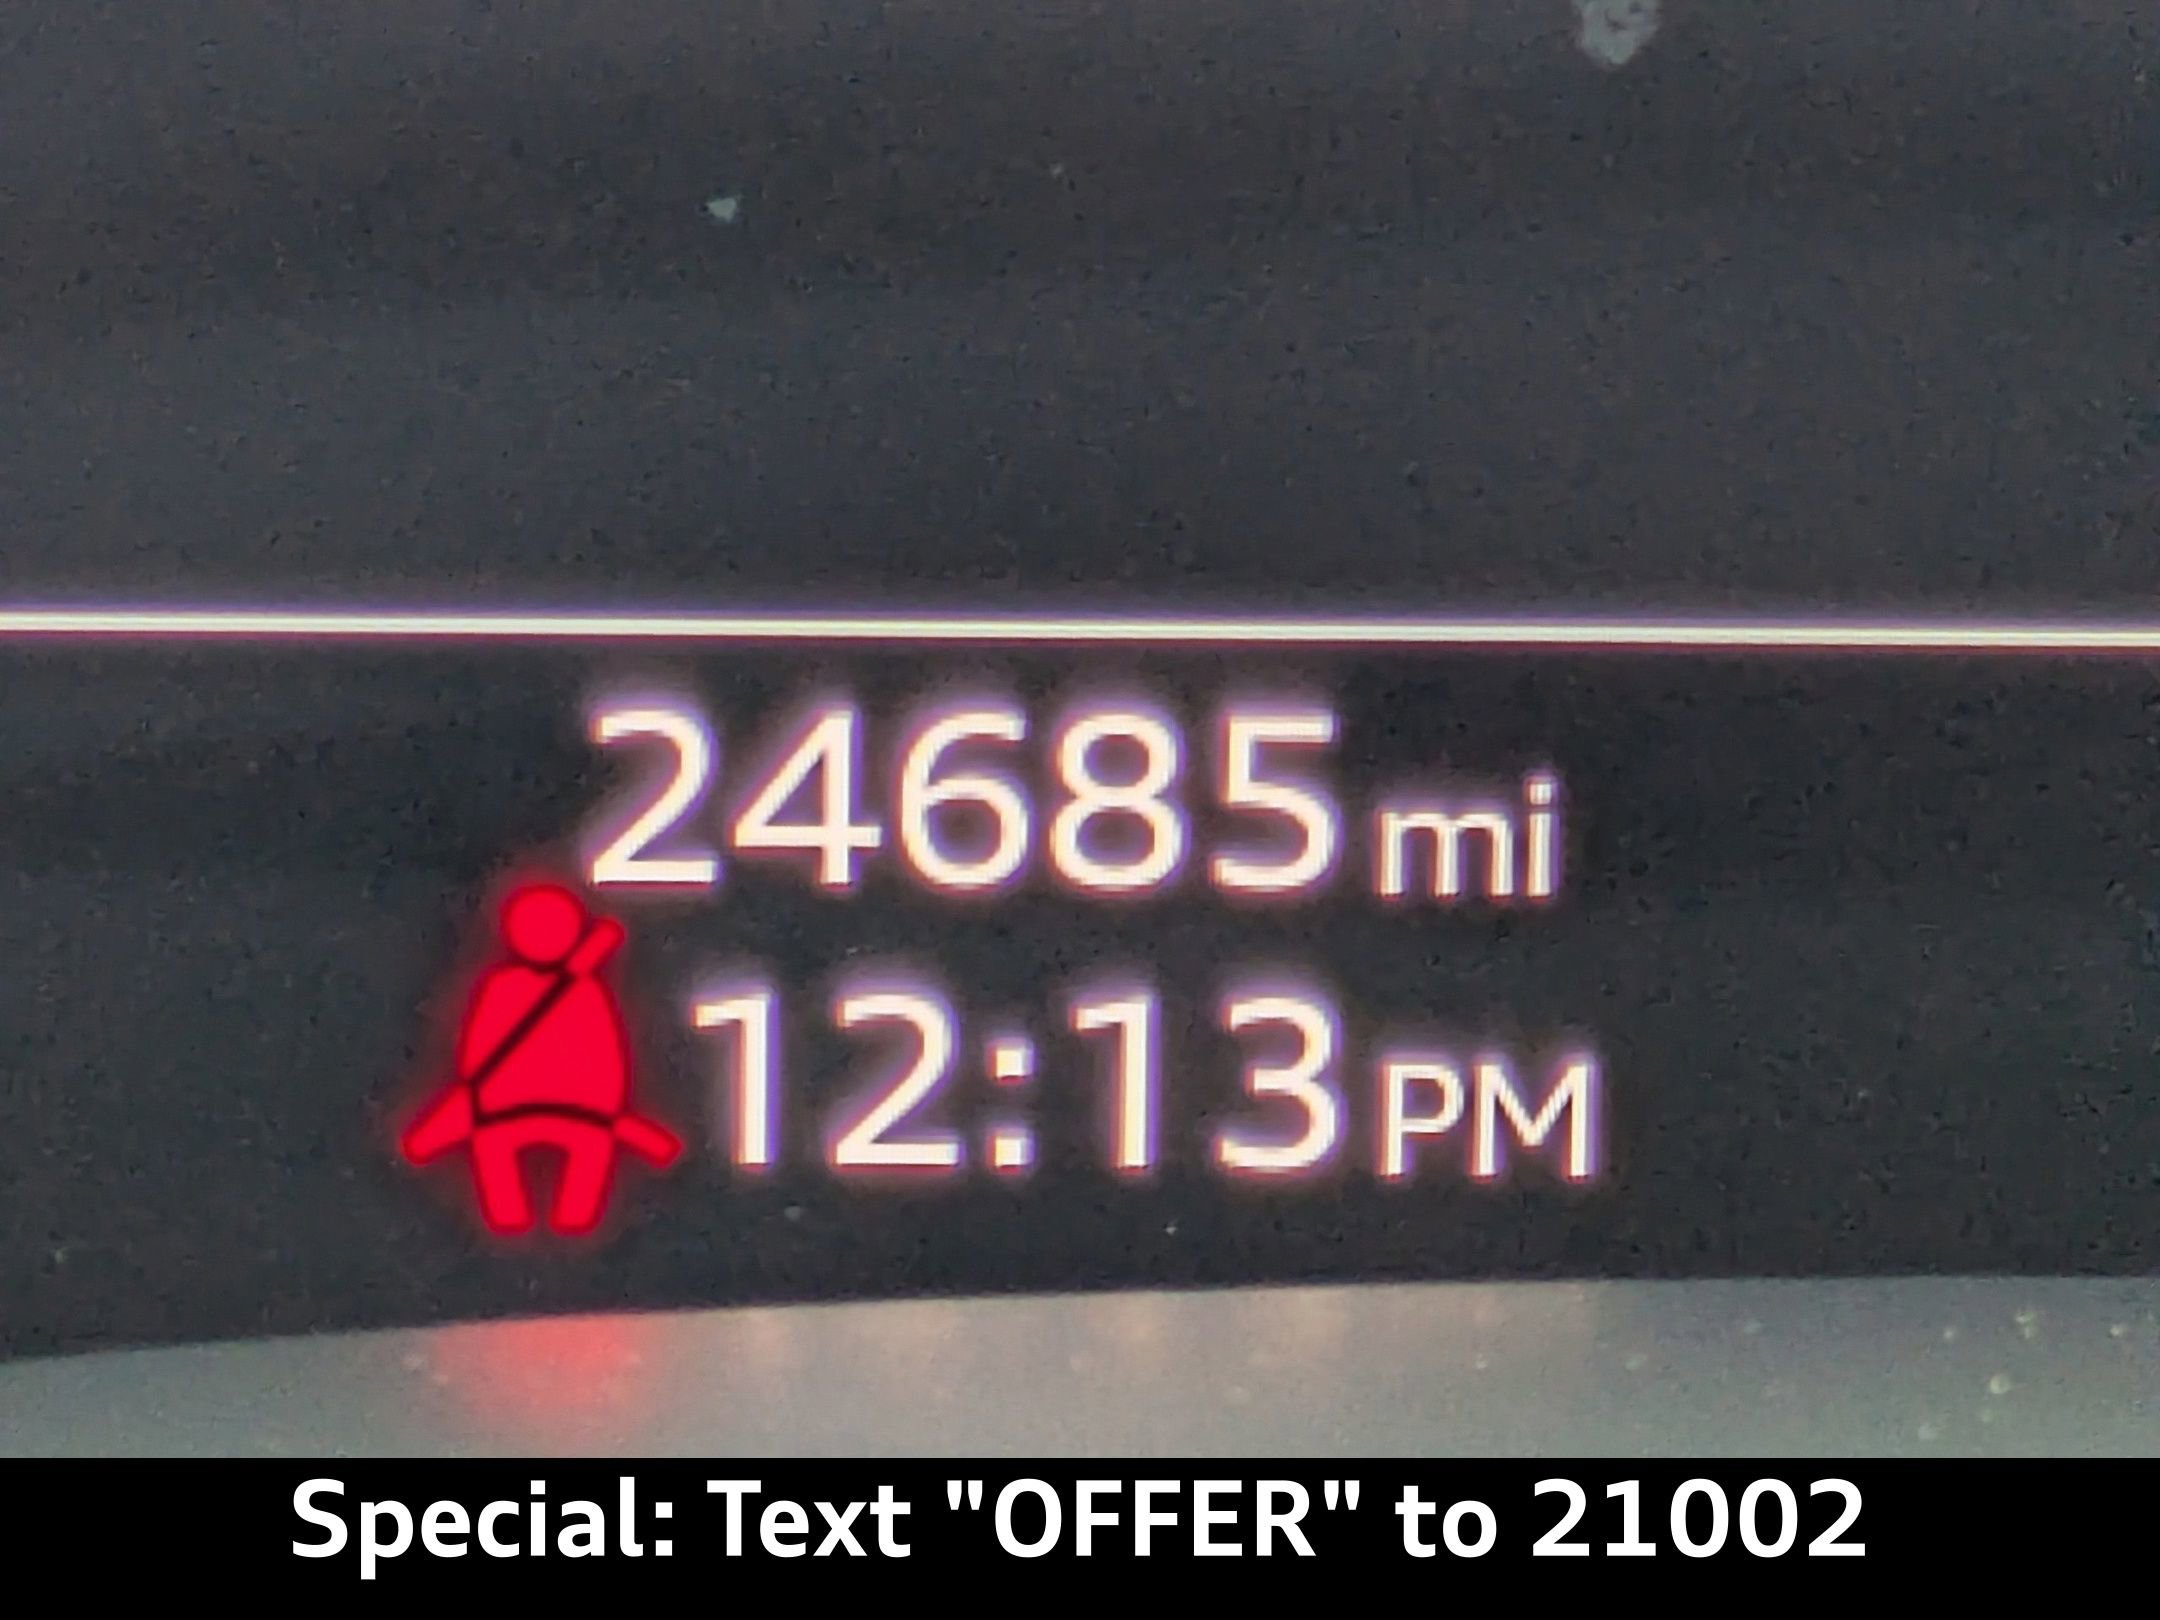 24685 mi
12:13 PM
Special: Text "OFFER" to 21002